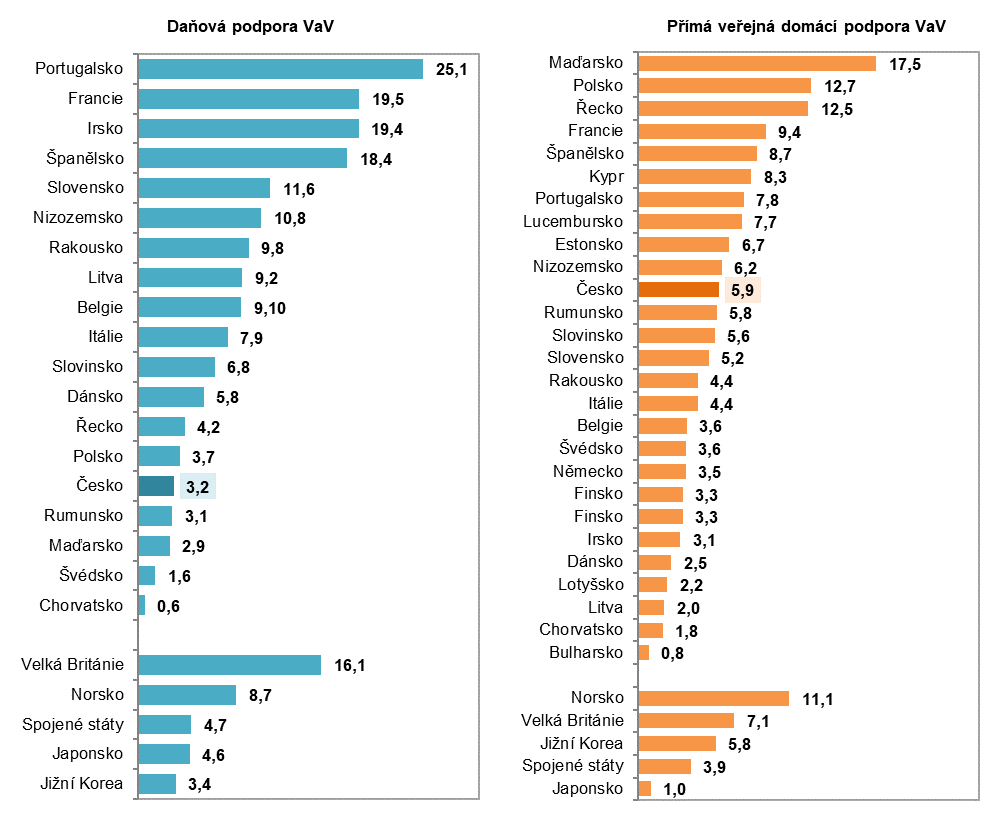 Daňová podpora VaV
Portugalsko 25,1
Francie 19,5
Irsko 19,4
Španělsko 18,4
Slovensko 11,6
Nizozemsko 10,8
Rakousko 9,8
Litva 9,2
Belgie 9,10
Itálie 7,9
Slovinsko 6,8
Dánsko 5,8
Řecko 4,2
Polsko 3,7
Česko 3,2
Rumunsko 3,1
Maďarsko 2,9
Švédsko 1,6
Chorvatsko 0,6
Velká Británie 16,1
Norsko 8,7
Spojené státy 4,7
Japonsko 4,6
Jižní Korea 3,4
Přímá veřejná domácí podpora VaV
Maďarsko 17,5
Polsko 12,7
Řecko 12,5
Francie 9,4
Španělsko 8,7
Kypr 8,3
Portugalsko 7,8
Lucembursko 7,7
Estonsko 6,7
Nizozemsko 6,2
Česko 5,9
Rumunsko 5,8
Slovinsko 5,6
Slovensko 5,2
Rakousko 4,4
Itálie 4,4
Belgie 3,6
Švédsko 3,6
Německo 3,5
Finsko 3,3
Finsko 3,3
Irsko 3,1
Dánsko 2,5
Lotyšsko 2,2
Litva 2,0
Chorvatsko 1,8
Bulharsko 0,8
Norsko 11,1
Velká Británie 7,1
Jižní Korea 5,8
Spojené státy 3,9
Japonsko 1,0